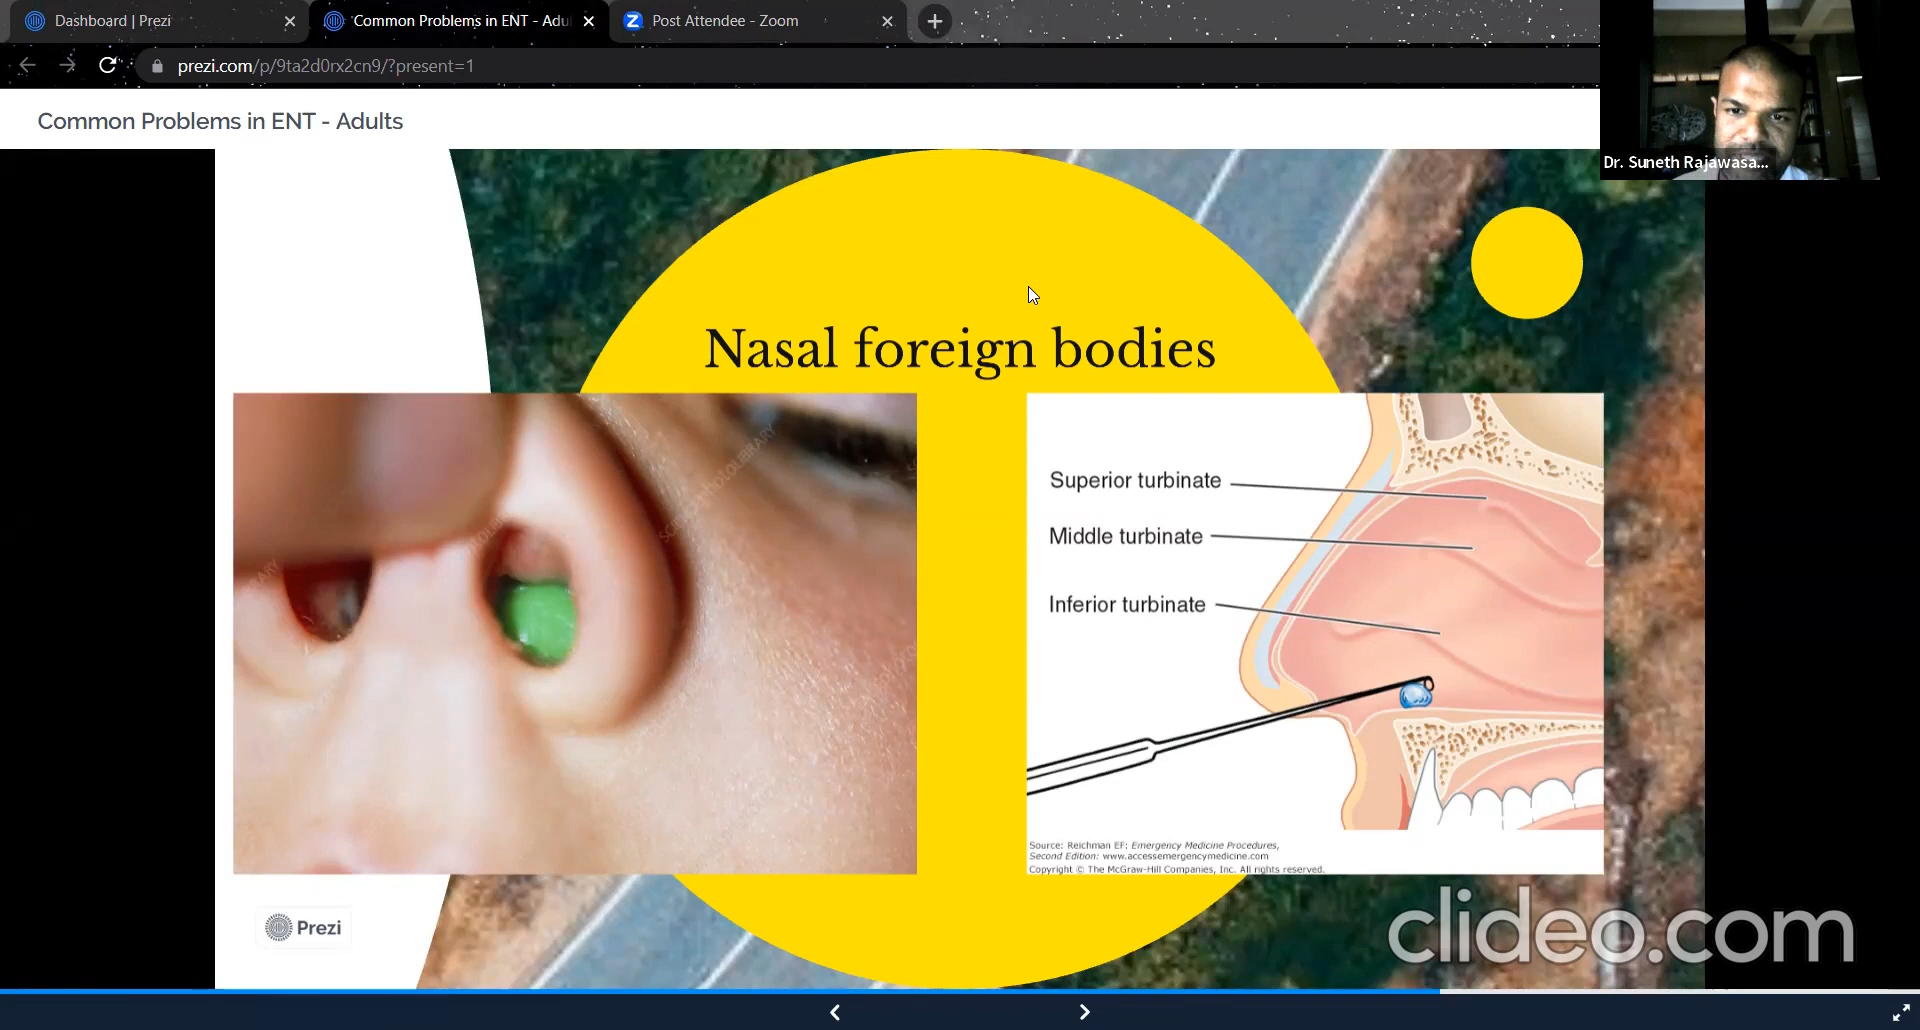 Dashboard | Prezi
Common Problems in ENT - Adul
Post Attendee - Zoom
prezi.com/p/9ta2d0rx2cn9/?present=1
Common Problems in ENT - Adults
Dr. Suneth Rajawasa...
Nasal foreign bodies
Superior turbinate
Middle turbinate
Inferior turbinate
Source: Reichman EF: Emergency Medicine Procedures,
Second Edition: www.accessemergencymedicine.com
Copyright © The McGraw-Hill Companies, Inc. All rights reserved.
Prezi
clideo.com